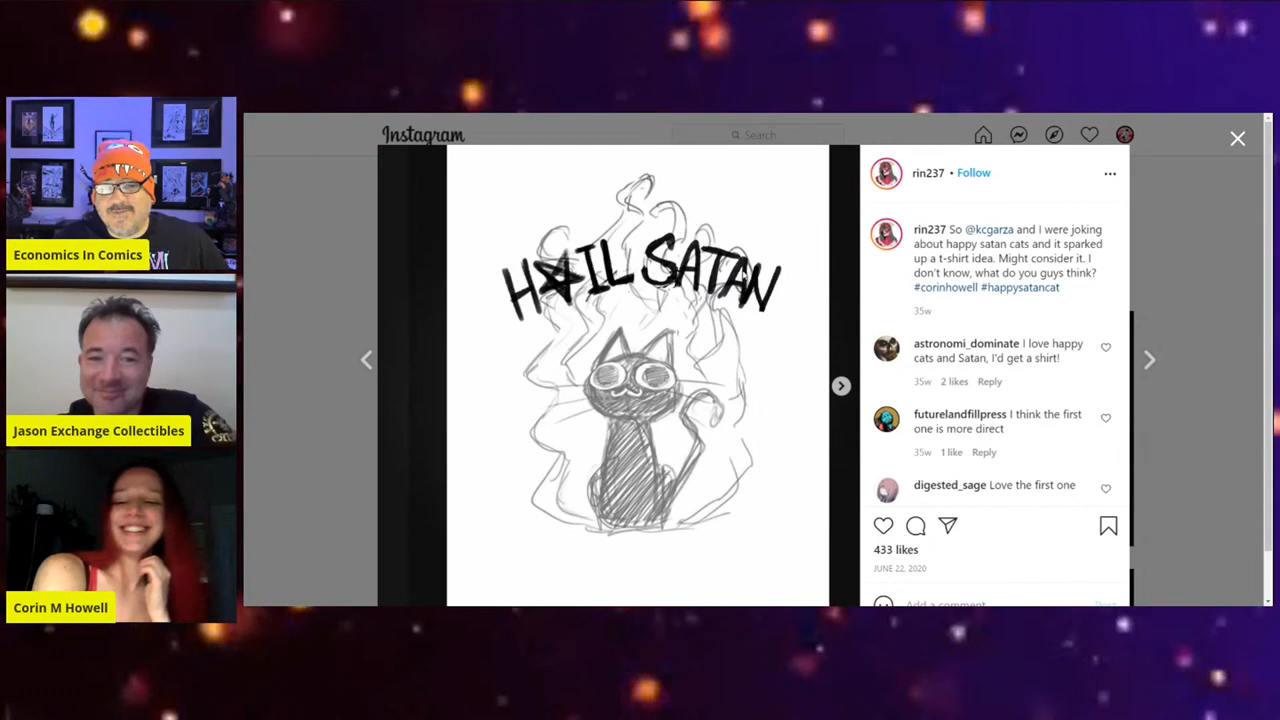 Economics In Comics
Jason Exchange Collectibles
Corin M Howell
Instagram
Search
HAIL SATAN
rin237 • Follow
rin237 So @kcgarza and I were joking
about happy satan cats and it sparked
up a t-shirt idea. Might consider it. I
don't know, what do you guys think?
#corinhowell #happysatancat
35w
astronomi_dominate I love happy
cats and Satan, I'd get a shirt!
35w 2 likes Reply
futurelandfillpress I think the first
one is more direct
35w 1 like Reply
digested_sage Love the first one
433 likes
JUNE 22, 2020
Add a comment
Post